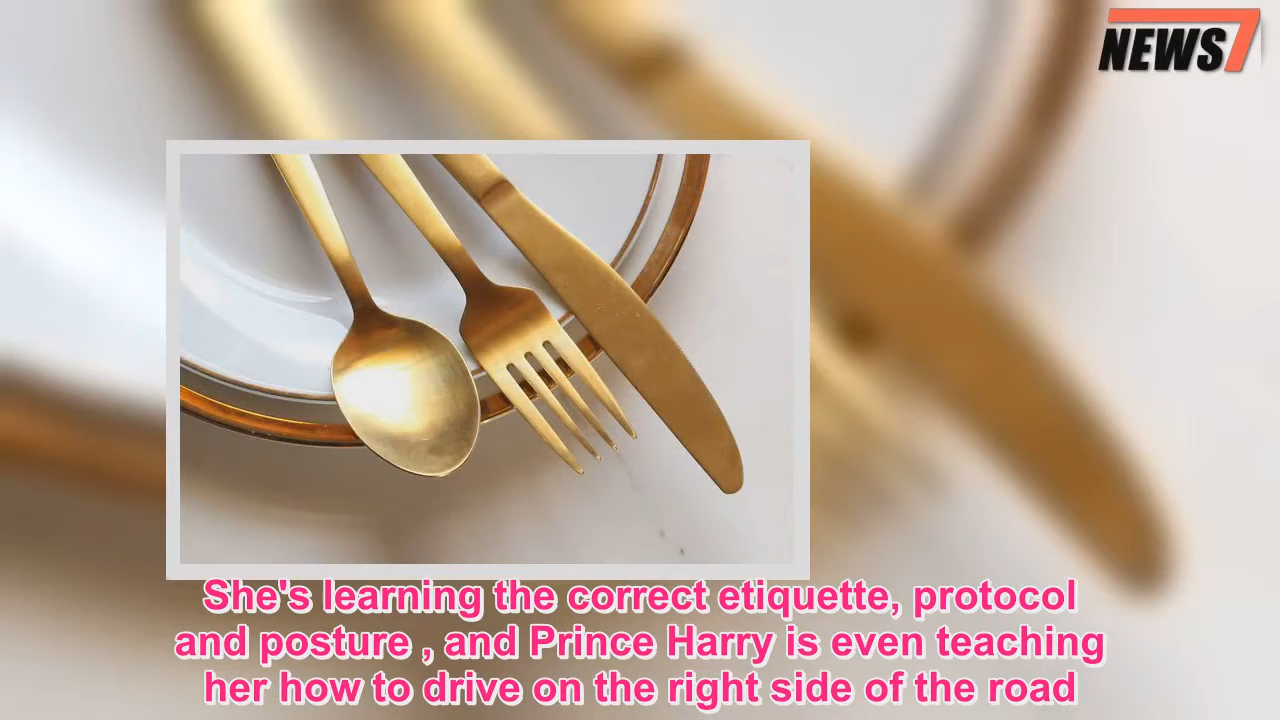 NEWS7
She's learning the correct etiquette, protocol
and posture , and Prince Harry is even teaching
her how to drive on the right side of the road